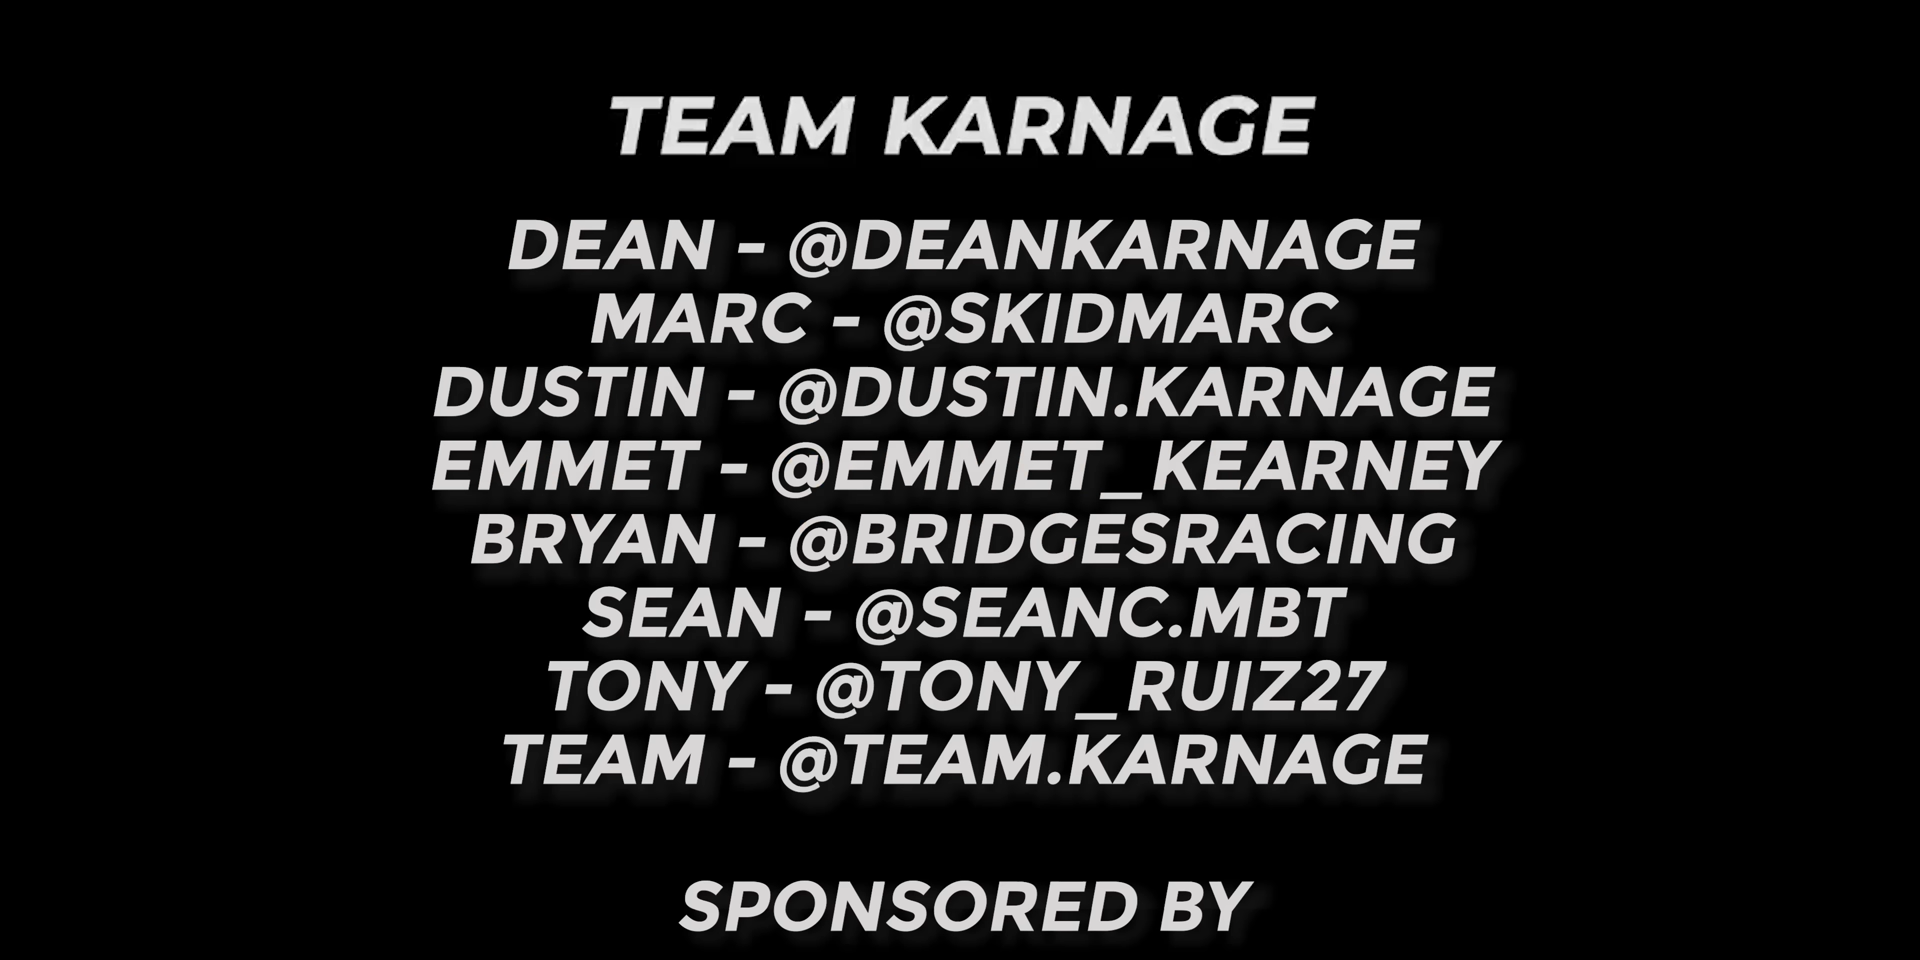 TEAM KARNAGE
DEAN - @DEANKARNAGE
MARC - @SKIDMARC
DUSTIN - @DUSTIN.KARNAGE
EMMET - @EMMET_KEARNEY
BRYAN - @BRIDGESRACING
SEAN - @SEANC.MBT
TONY - @TONY_RUIZ27
TEAM - @TEAM.KARNAGE
SPONSORED BY